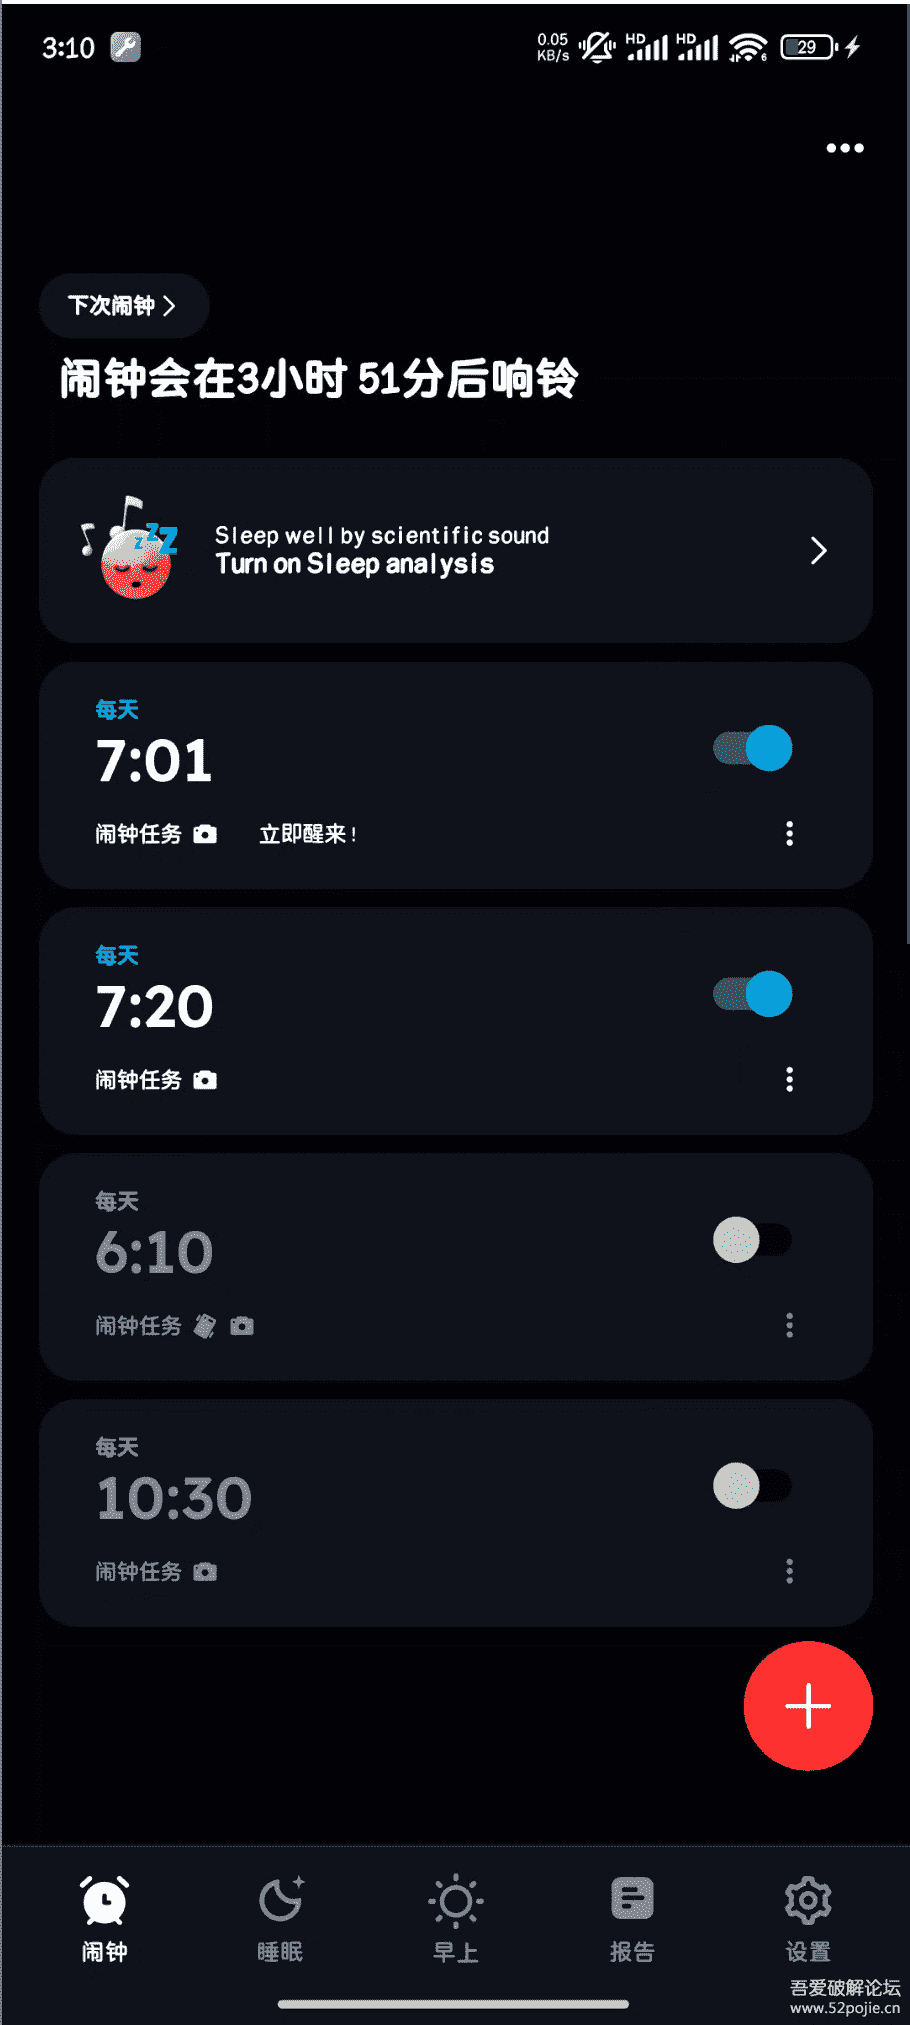 3:10
0.05
KB/s
HD
HD
6
29
下次闹钟
闹钟会在3小时 51分后响铃
z z Z
Sleep well by scientific sound
Turn on Sleep analysis
每天
7:01
闹钟任务 立即醒来!
每天
7:20
闹钟任务
每天
6:10
闹钟任务
每天
10:30
闹钟任务
闹钟 睡眠 早上 报告 设置
吾爱破解论坛
www.52pojie.cn